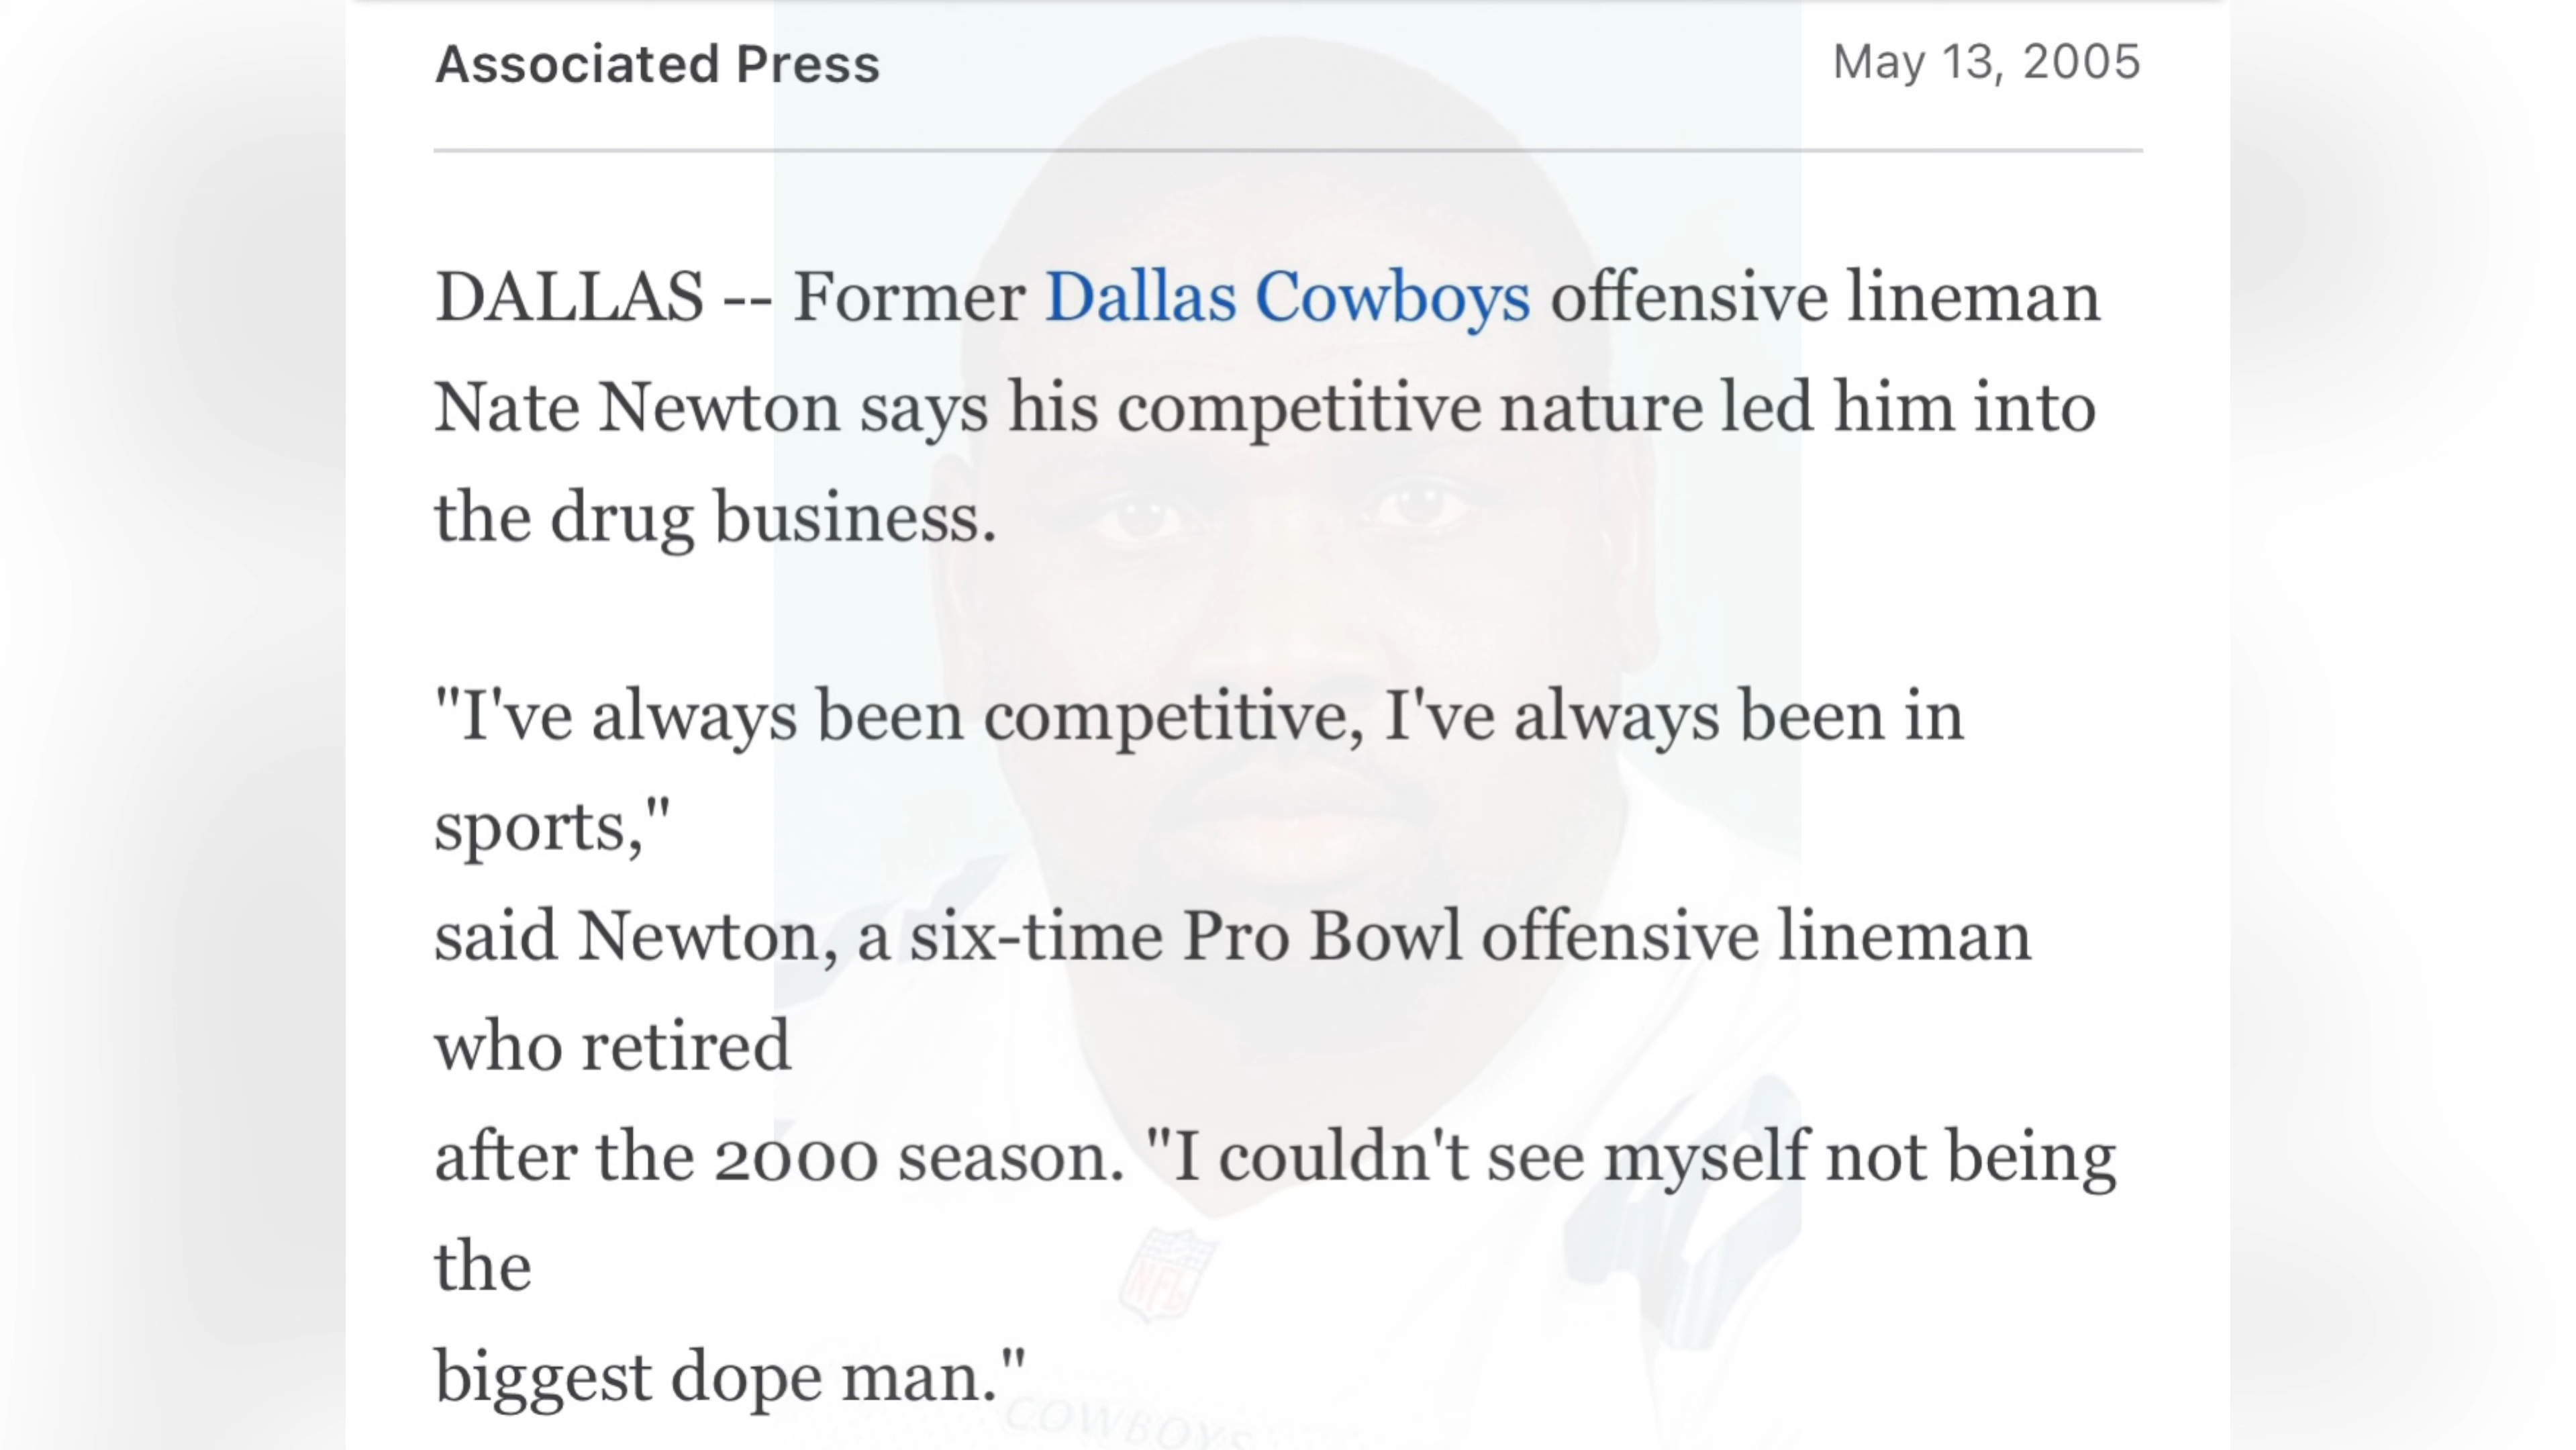 Associated Press
May 13, 2005
DALLAS -- Former Dallas Cowboys offensive lineman
Nate Newton says his competitive nature led him into
the drug business.
"I've always been competitive, I've always been in
sports,"
said Newton, a six-time Pro Bowl offensive lineman
who retired
after the 2000 season. "I couldn't see myself not being
the
biggest dope man."
NFL
COWBOYS